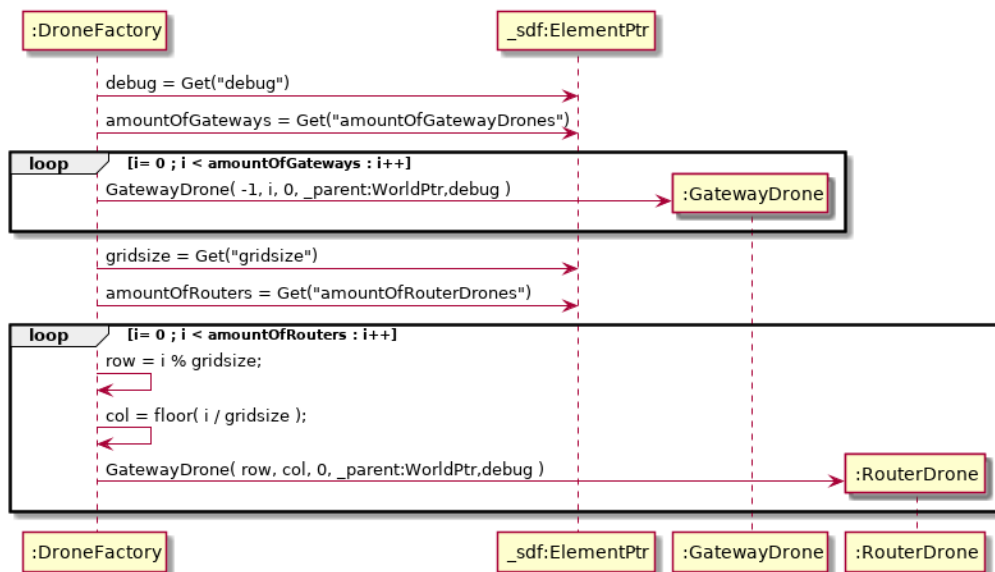 :DroneFactory
_sdf:ElementPtr
debug = Get("debug")
amountOfGateways = Get("amountOfGatewayDrones")
loop [i= 0 ; i < amountOfGateways : i++]
GatewayDrone( -1, i, 0, _parent:WorldPtr,debug )
:GatewayDrone
gridsize = Get("gridsize")
amountOfRouters = Get("amountOfRouterDrones")
loop [i= 0 ; i < amountOfRouters : i++]
row = i % gridsize;
col = floor( i / gridsize );
GatewayDrone( row, col, 0, _parent:WorldPtr,debug )
:RouterDrone
:DroneFactory
_sdf:ElementPtr
:GatewayDrone
:RouterDrone